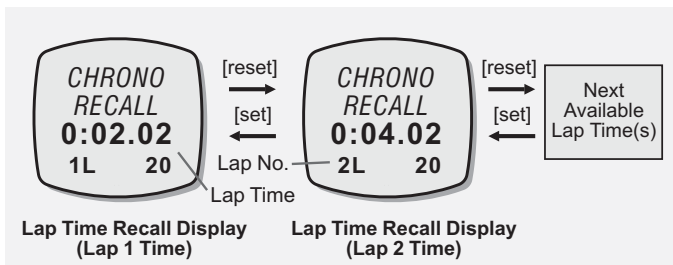 CHRONO
RECALL
0:02.02
1L 20
[reset]
[set]
CHRONO
RECALL
0:04.02
2L 20
[reset]
[set]
Next
Available
Lap Time(s)
Lap No.
Lap Time
Lap Time Recall Display
(Lap 1 Time)
Lap Time Recall Display
(Lap 2 Time)